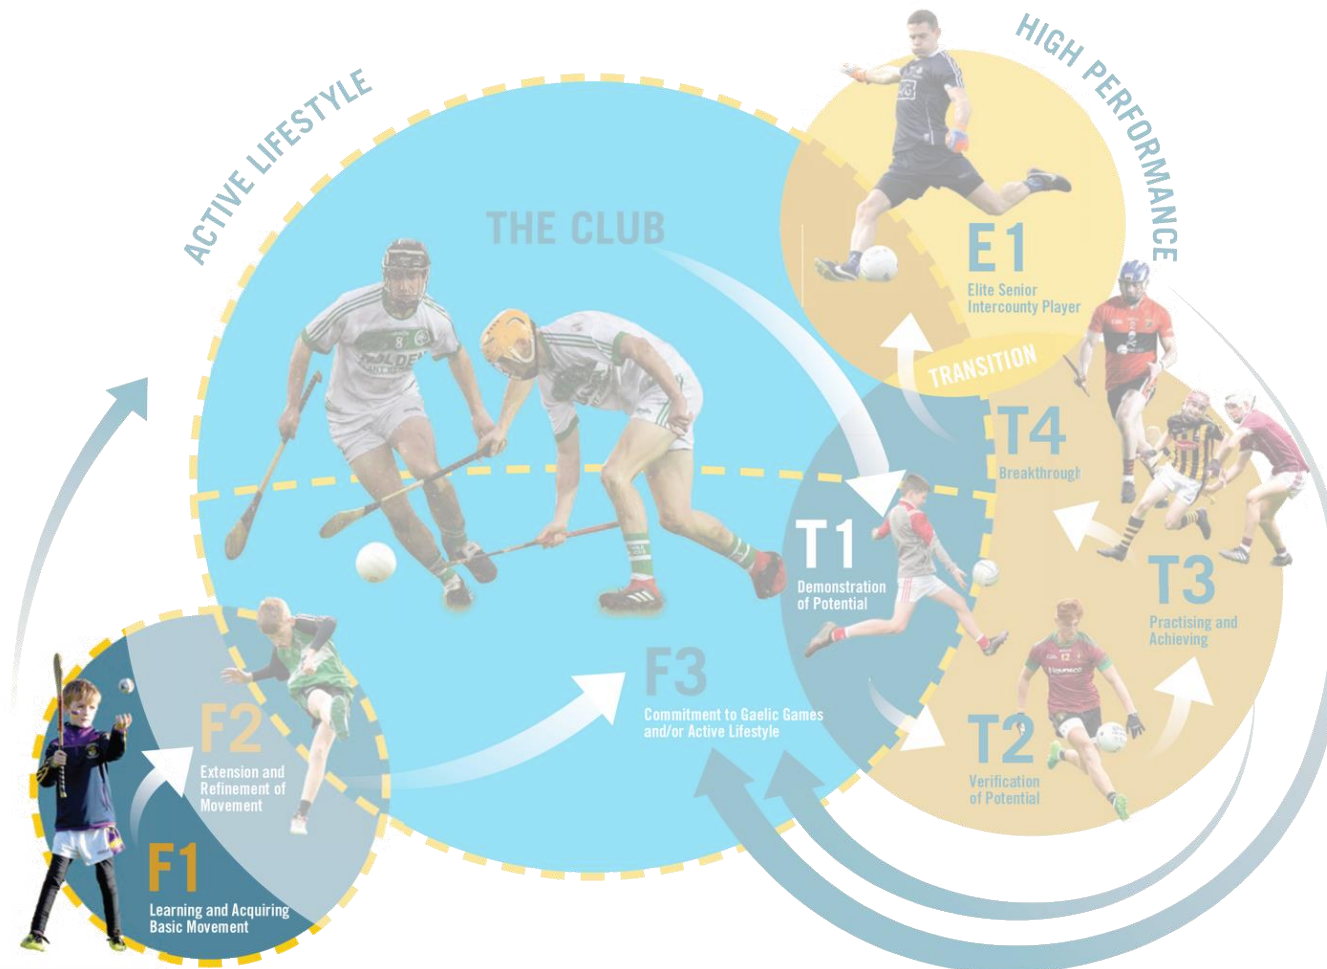 ACTIVE LIFESTYLE
HIGH PERFORMANCE
THE CLUB
E1
Elite Senior
Intercounty Player
TRANSITION
T4
Breakthrough
T1
Demonstration
of Potential
T3
Practising and
Achieving
F3
Commitment to Gaelic Games
and/or Active Lifestyle
T2
Verification
of Potential
F2
Extension and
Refinement of
Movement
F1
Learning and Acquiring
Basic Movement
8
12